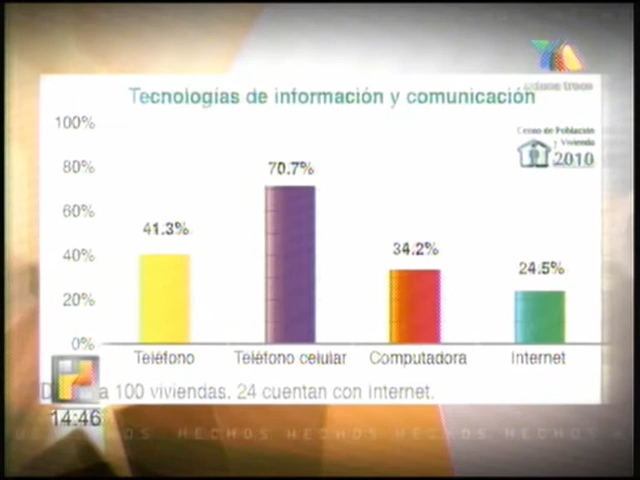 Tecnologías de información y comunicación
100%
80%
60%
40%
20%
0%
Censo de Población
y Vivienda
2010
41.3%
70.7%
34.2%
24.5%
Teléfono
Teléfono celular
Computadora
Internet
a 100 viviendas, 24 cuentan con Internet.
14:46
HECHOS HECHOS HECHOS